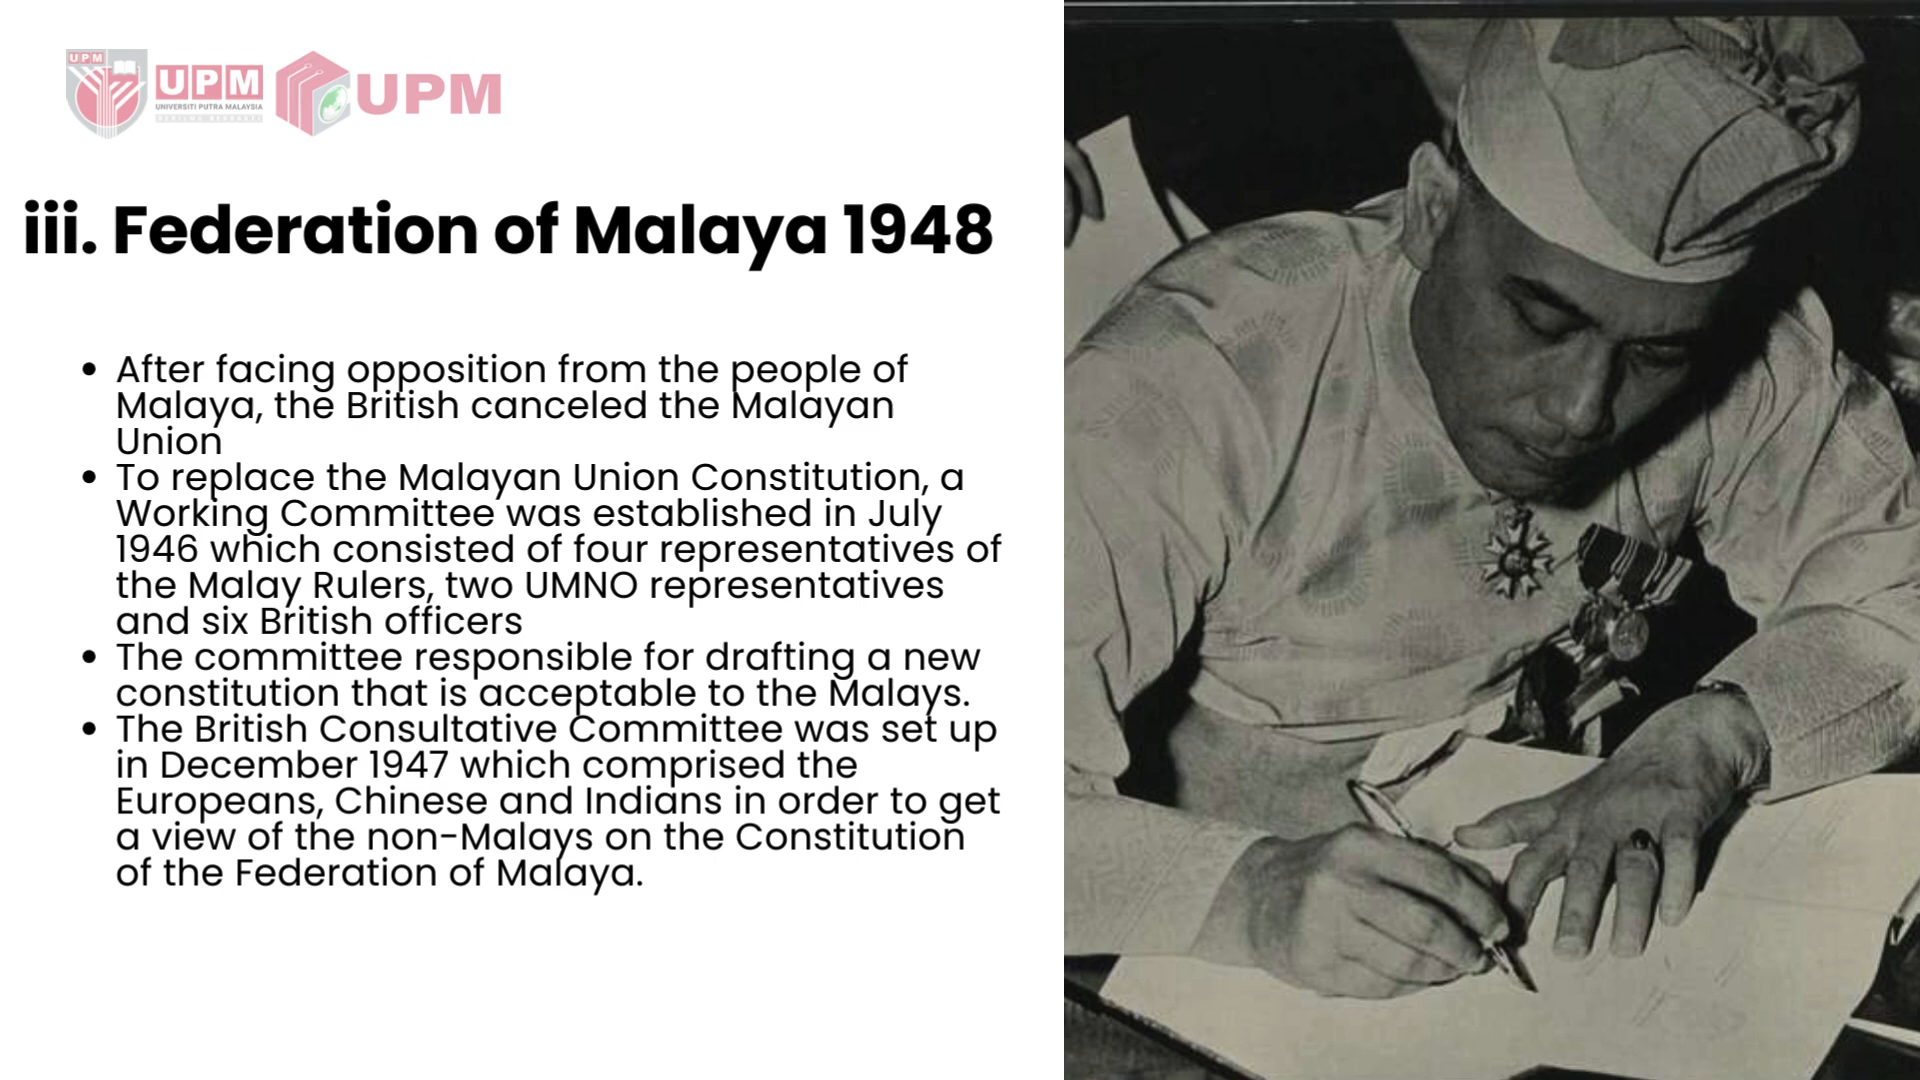 UPM
UPM
UNIVERSITI PUTRA MALAYSIA
BERILMU BERBAKTI
UPM
iii. Federation of Malaya 1948
• After facing opposition from the people of
Malaya, the British canceled the Malayan
Union
• To replace the Malayan Union Constitution, a
Working Committee was established in July
1946 which consisted of four representatives of
the Malay Rulers, two UMNO representatives
and six British officers
• The committee responsible for drafting a new
constitution that is acceptable to the Malays.
• The British Consultative Committee was set up
in December 1947 which comprised the
Europeans, Chinese and Indians in order to get
a view of the non-Malays on the Constitution
of the Federation of Malaya.